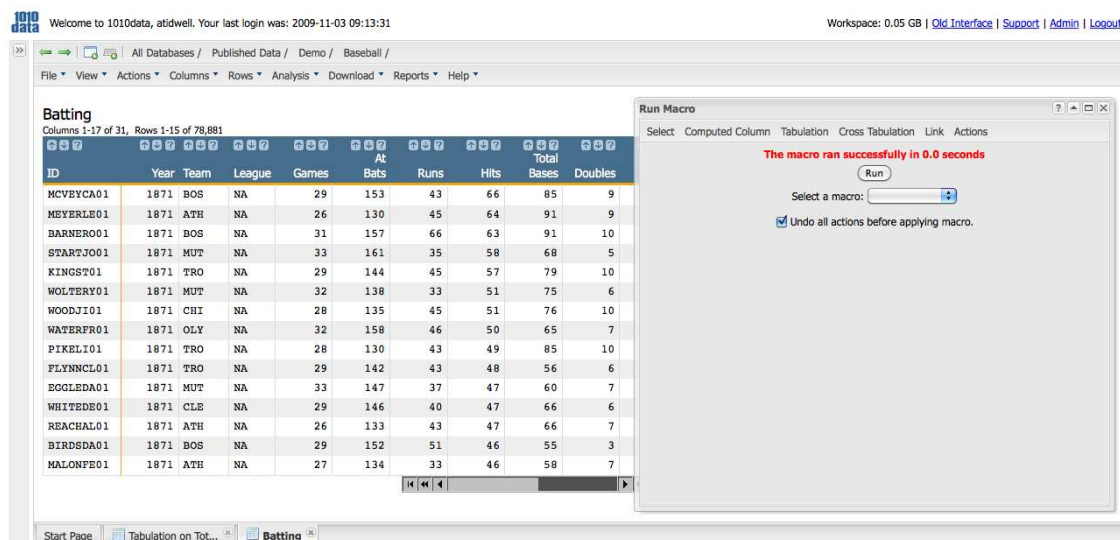 1010
data
Welcome to 1010data, atidwell. Your last login was: 2009-11-03 09:13:31
Workspace: 0.05 GB | Old Interface | Support | Admin | Logout
All Databases / Published Data / Demo / Baseball /
File View Actions Columns Rows Analysis Download Reports Help
Batting
Columns 1-17 of 31, Rows 1-15 of 78,881
ID Year Team League Games At Bats Runs Hits Total Bases Doubles
MCVEYCA01 1871 BOS NA 29 153 43 66 85 9
MEYERLE01 1871 ATH NA 26 130 45 64 91 9
BARNERO01 1871 BOS NA 31 157 66 63 91 10
STARTJO01 1871 MUT NA 33 161 35 58 68 5
KINGST01 1871 TRO NA 29 144 45 57 79 10
WOLTERY01 1871 MUT NA 32 138 33 51 75 6
WOODJI01 1871 CHI NA 28 135 45 51 76 10
WATERFR01 1871 OLY NA 32 158 46 50 65 7
PIKELI01 1871 TRO NA 28 130 43 49 85 10
FLYNNCL01 1871 TRO NA 29 142 43 48 56 6
EGGLEDA01 1871 MUT NA 33 147 37 47 60 7
WHITEDE01 1871 CLE NA 29 146 40 47 66 6
REACHAL01 1871 ATH NA 26 133 43 47 66 7
BIRDSDA01 1871 BOS NA 29 152 51 46 55 3
MALONFE01 1871 ATH NA 27 134 33 46 58 7
Run Macro
Select Computed Column Tabulation Cross Tabulation Link Actions
The macro ran successfully in 0.0 seconds
Run
Select a macro:
Undo all actions before applying macro.
Start Page Tabulation on Tot... Batting